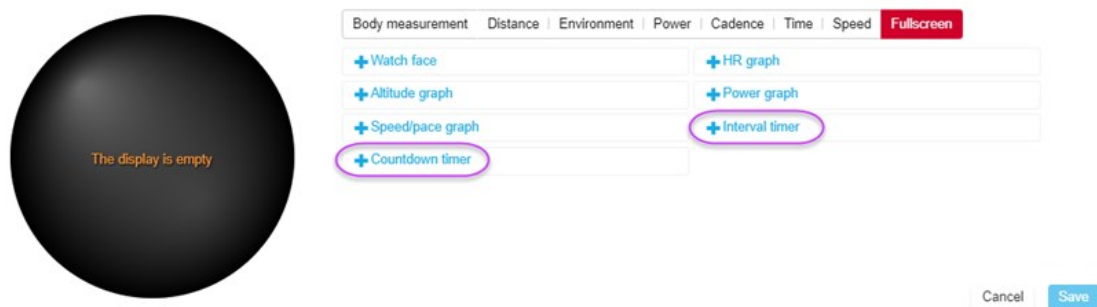 Body measurement Distance Environment Power Cadence Time Speed Fullscreen
+ Watch face
+ HR graph
+ Altitude graph
+ Power graph
+ Speed/pace graph
+ Interval timer
+ Countdown timer
The display is empty
Cancel Save